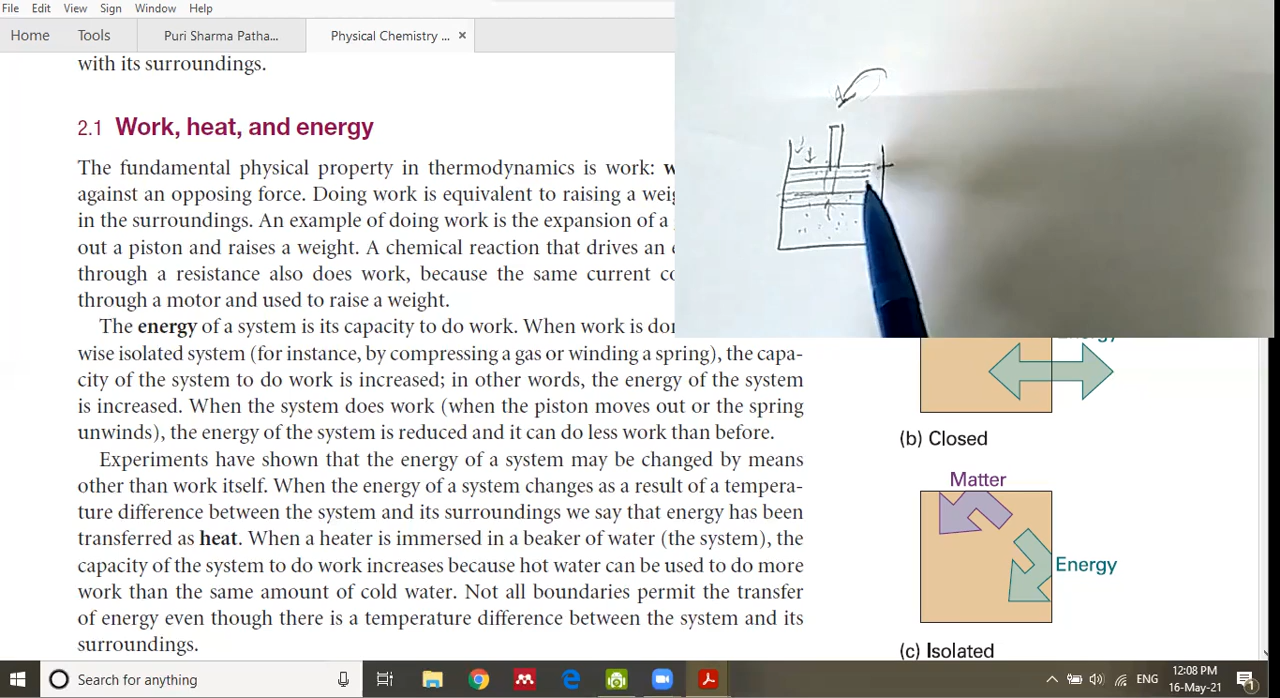 File Edit View Sign Window Help
Home Tools Puri Sharma Patha... Physical Chemistry ... ×
with its surroundings.
2.1 Work, heat, and energy
The fundamental physical property in thermodynamics is work: w
against an opposing force. Doing work is equivalent to raising a weig
in the surroundings. An example of doing work is the expansion of a
out a piston and raises a weight. A chemical reaction that drives an e
through a resistance also does work, because the same current co
through a motor and used to raise a weight.
The energy of a system is its capacity to do work. When work is don
wise isolated system (for instance, by compressing a gas or winding a spring), the capa-
city of the system to do work is increased; in other words, the energy of the system
is increased. When the system does work (when the piston moves out or the spring
unwinds), the energy of the system is reduced and it can do less work than before.
Experiments have shown that the energy of a system may be changed by means
other than work itself. When the energy of a system changes as a result of a tempera-
ture difference between the system and its surroundings we say that energy has been
transferred as heat. When a heater is immersed in a beaker of water (the system), the
capacity of the system to do work increases because hot water can be used to do more
work than the same amount of cold water. Not all boundaries permit the transfer
of energy even though there is a temperature difference between the system and its
surroundings.
Energy
(b) Closed
Matter
Energy
(c) Isolated
Search for anything
ENG
12:08 PM
16-May-21
1